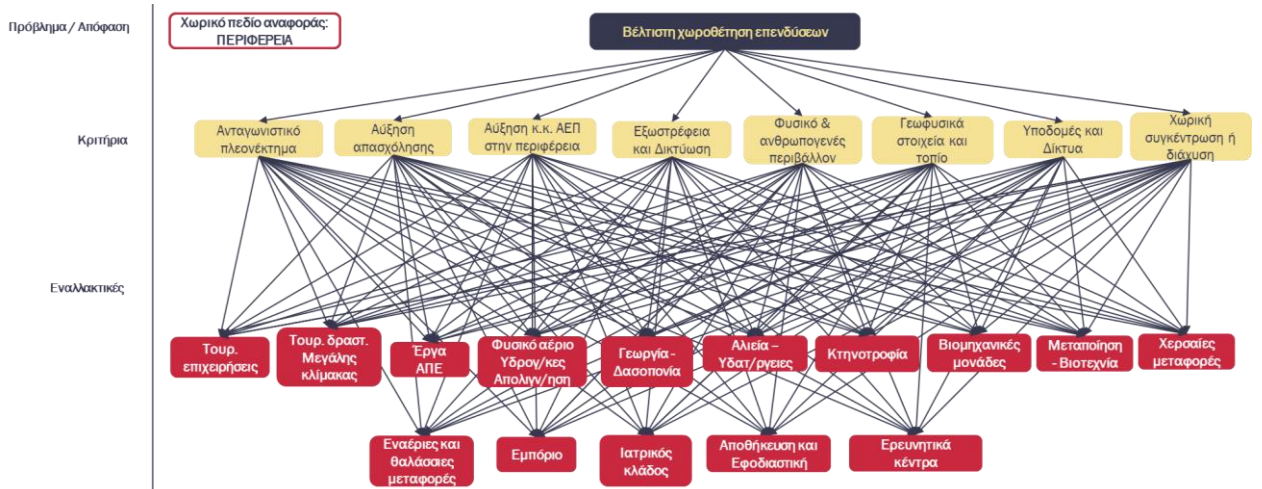 Πρόβλημα / Απόφαση
Χωρικό πεδίο αναφοράς:
ΠΕΡΙΦΕΡΕΙΑ
Βέλτιστη χωροθέτηση επενδύσεων
Κριτήρια
Ανταγωνιστικό
πλεονέκτημα
Αύξηση
απασχόλησης
Αύξηση κ.κ. ΑΕΠ
στην περιφέρεια
Εξωστρέφεια
και Δικτύωση
Φυσικό &
ανθρωπογενές
περιβάλλον
Γεωφυσικά
στοιχεία και
τοπίο
Υποδομές και
Δίκτυα
Χωρική
συγκέντρωση ή
διάχυση
Εναλλακτικές
Τουρ.
επιχειρήσεις
Τουρ. δραστ.
Μεγάλης
κλίμακας
Έργα
ΑΠΕ
Φυσικό αέριο
Υδρογ/κες
Απολιγν/ηση
Γεωργία -
Δασοπονία
Αλιεία –
Υδατ/ργειες
Κτηνοτροφία
Βιομηχανικές
μονάδες
Μεταποίηση
- Βιοτεχνία
Χερσαίες
μεταφορές
Εναέριες και
θαλάσσιες
μεταφορές
Εμπόριο
Ιατρικός
κλάδος
Αποθήκευση και
Εφοδιαστική
Ερευνητικά
κέντρα